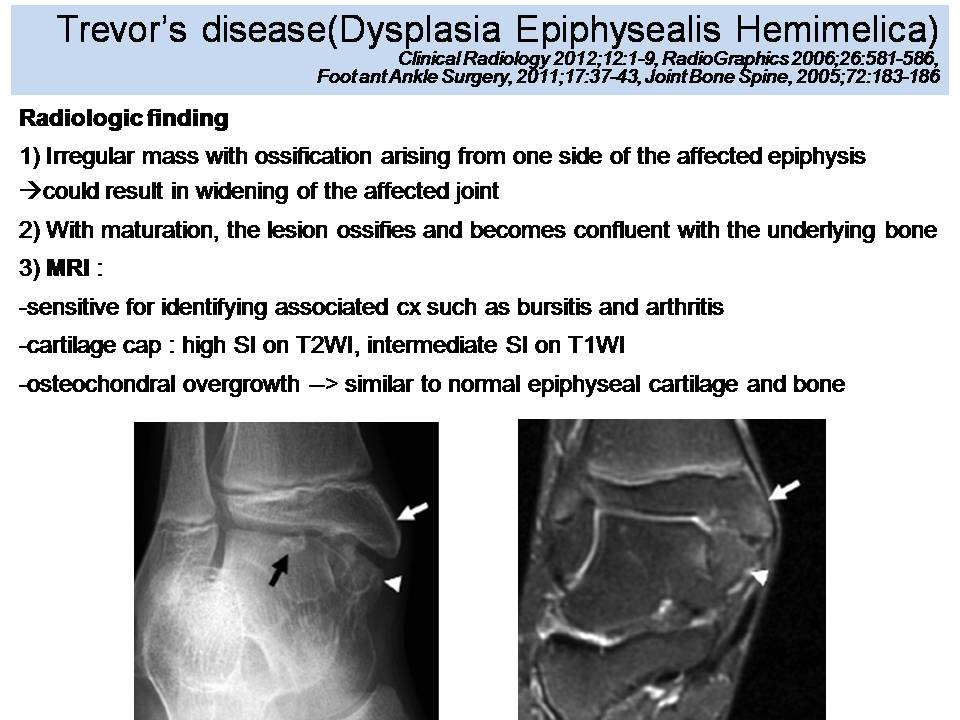 Trevor's disease(Dysplasia Epiphysealis Hemimelica)
Clinical Radiology 2012;12:1-9, RadioGraphics 2006;26:581-586,
Foot ant Ankle Surgery, 2011;17:37-43, Joint Bone Spine, 2005;72:183-186
Radiologic finding
1) Irregular mass with ossification arising from one side of the affected epiphysis
→could result in widening of the affected joint
2) With maturation, the lesion ossifies and becomes confluent with the underlying bone
3) MRI :
-sensitive for identifying associated cx such as bursitis and arthritis
-cartilage cap : high SI on T2WI, intermediate SI on T1WI
-osteochondral overgrowth --> similar to normal epiphyseal cartilage and bone